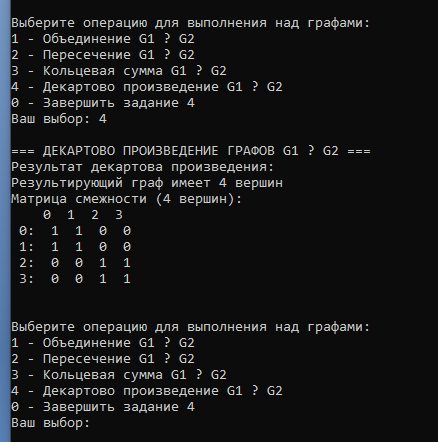 Выберите операцию для выполнения над графами:
1 - Объединение G1 ? G2
2 - Пересечение G1 ? G2
3 - Кольцевая сумма G1 ? G2
4 - Декартово произведение G1 ? G2
0 - Завершить задание 4
Ваш выбор: 4
=== ДЕКАРТОВО ПРОИЗВЕДЕНИЕ ГРАФОВ G1 ? G2 ===
Результат декартова произведения:
Результирующий граф имеет 4 вершин
Матрица смежности (4 вершин):
0 1 2 3
0: 1 1 0 0
1: 1 1 0 0
2: 0 0 1 1
3: 0 0 1 1
Выберите операцию для выполнения над графами:
1 - Объединение G1 ? G2
2 - Пересечение G1 ? G2
3 - Кольцевая сумма G1 ? G2
4 - Декартово произведение G1 ? G2
0 - Завершить задание 4
Ваш выбор: